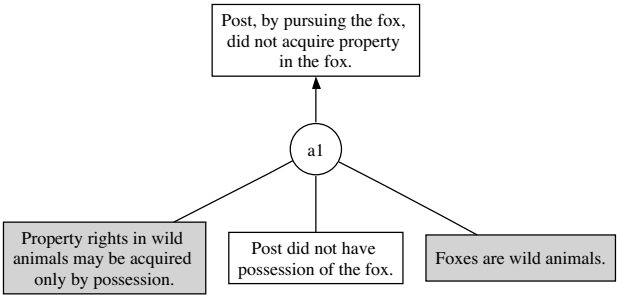 Post, by pursuing the fox,
did not acquire property
in the fox.
a1
Property rights in wild
animals may be acquired
only by possession.
Post did not have
possession of the fox.
Foxes are wild animals.